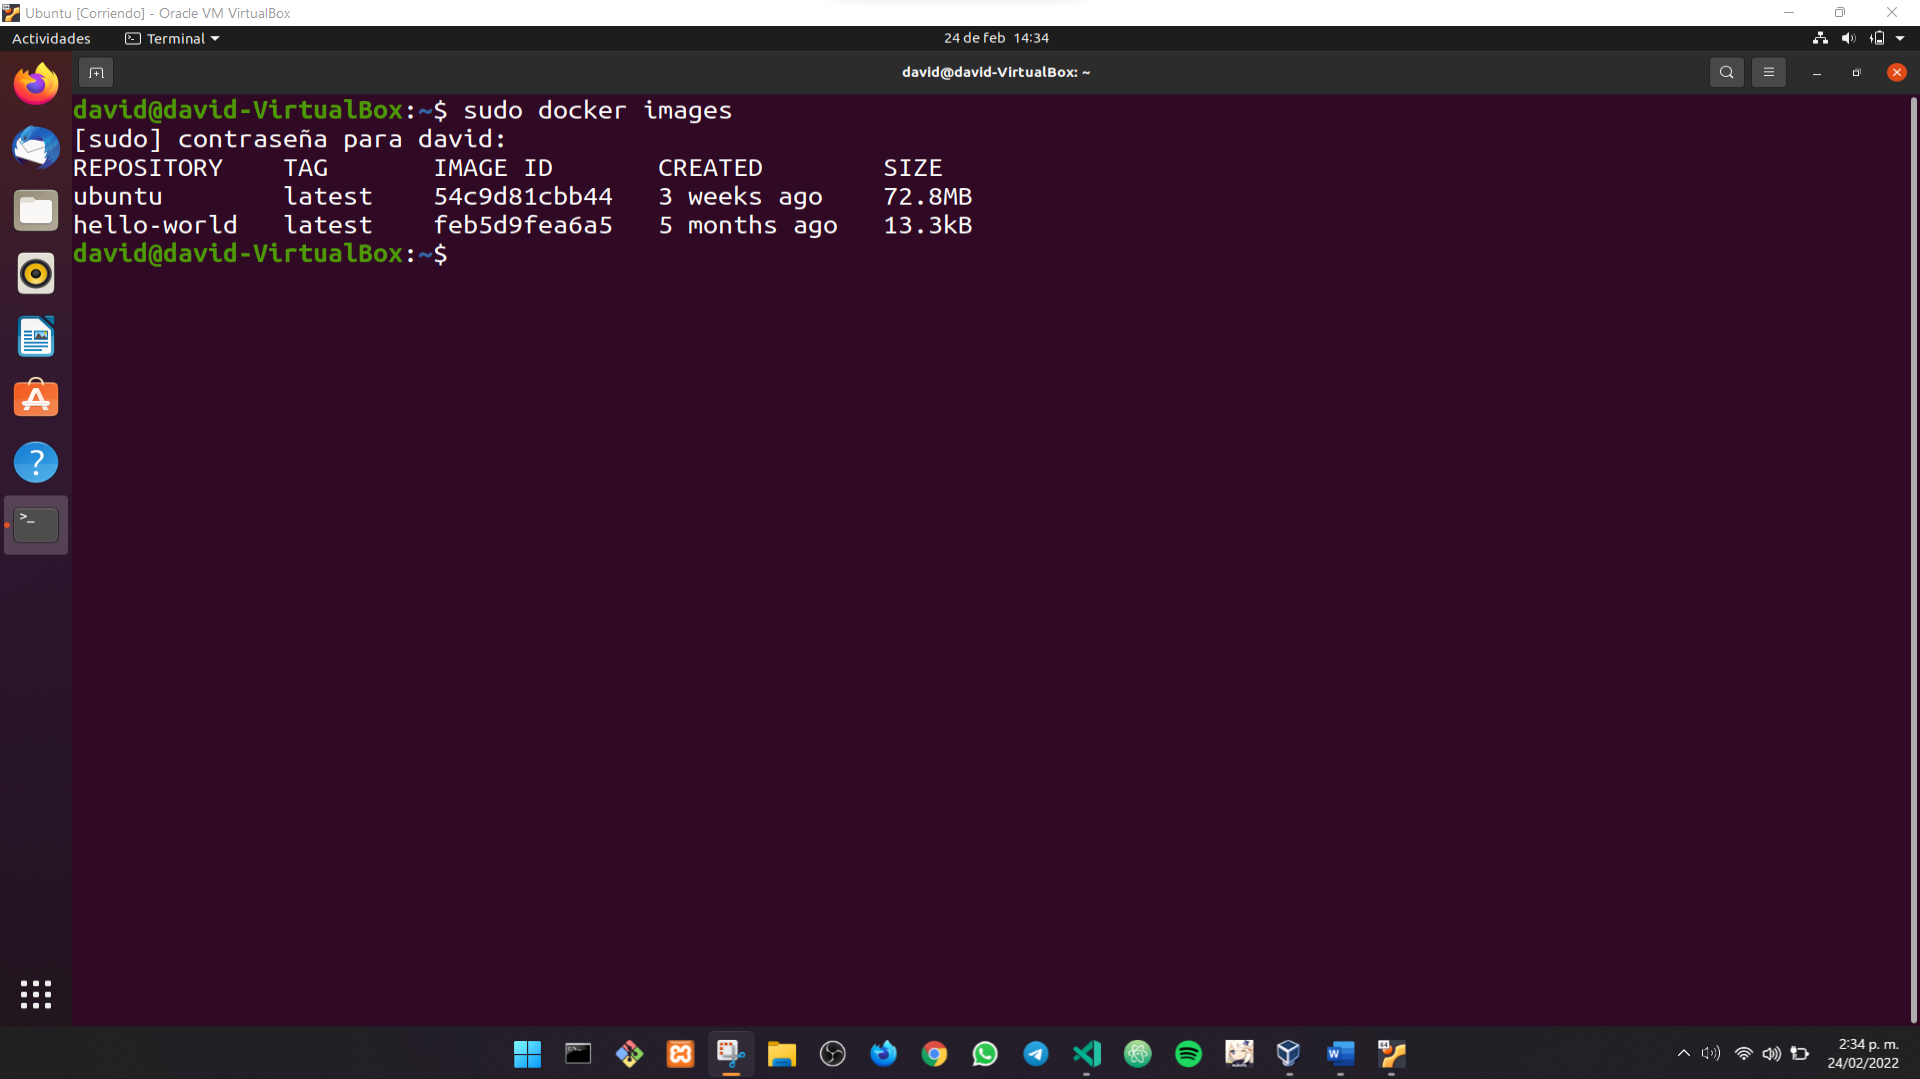 Ubuntu [Corriendo] - Oracle VM VirtualBox
Actividades Terminal 24 de feb 14:34
david@david-VirtualBox: ~
david@david-VirtualBox:~$ sudo docker images
[sudo] contraseña para david:
REPOSITORY TAG IMAGE ID CREATED SIZE
ubuntu latest 54c9d81cbb44 3 weeks ago 72.8MB
hello-world latest feb5d9fea6a5 5 months ago 13.3kB
david@david-VirtualBox:~$
2:34 p. m.
24/02/2022